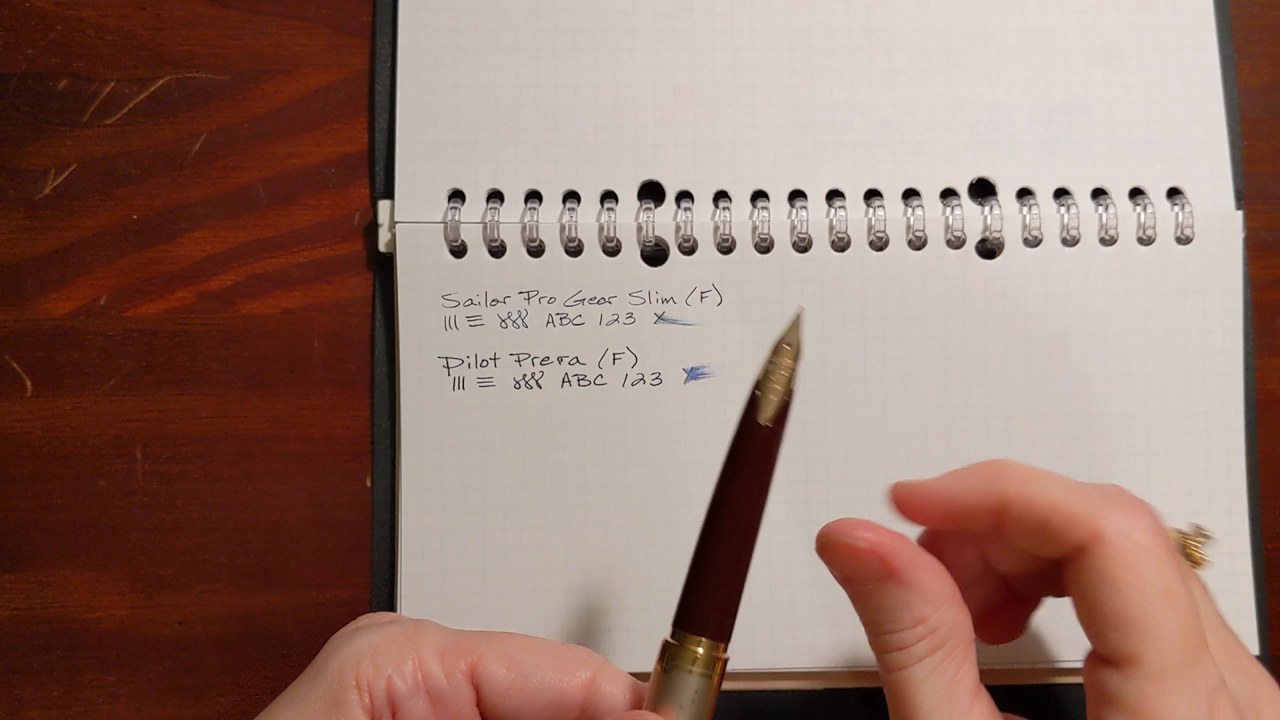 Sailor Pro Gear Slim (F)
ABC 123
Pilot Prera (F)
ABC 123